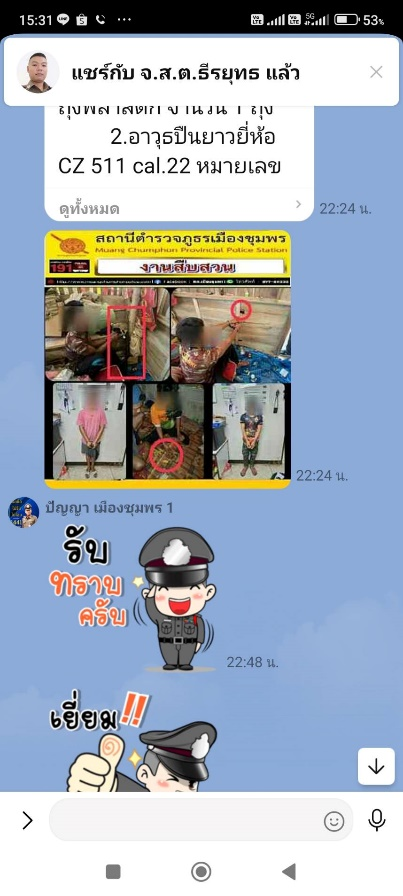 15:31
53%
แชร์กับ จ.ส.ต.ธีรยุทธ แล้ว
ถุงพลาสติก จำนวน 1 ถุง
2.อาวุธปืนยาวยี่ห้อ
CZ 511 cal.22 หมายเลข
ดูทั้งหมด
22:24 น.
สถานีตำรวจภูธรเมืองชุมพร
Muang Chumphon Provincial Police Station
191
งานสืบสวน
22:24 น.
ปัญญา เมืองชุมพร 1
รับ
ทราบ
ครับ
22:48 น.
เยี่ยม!!